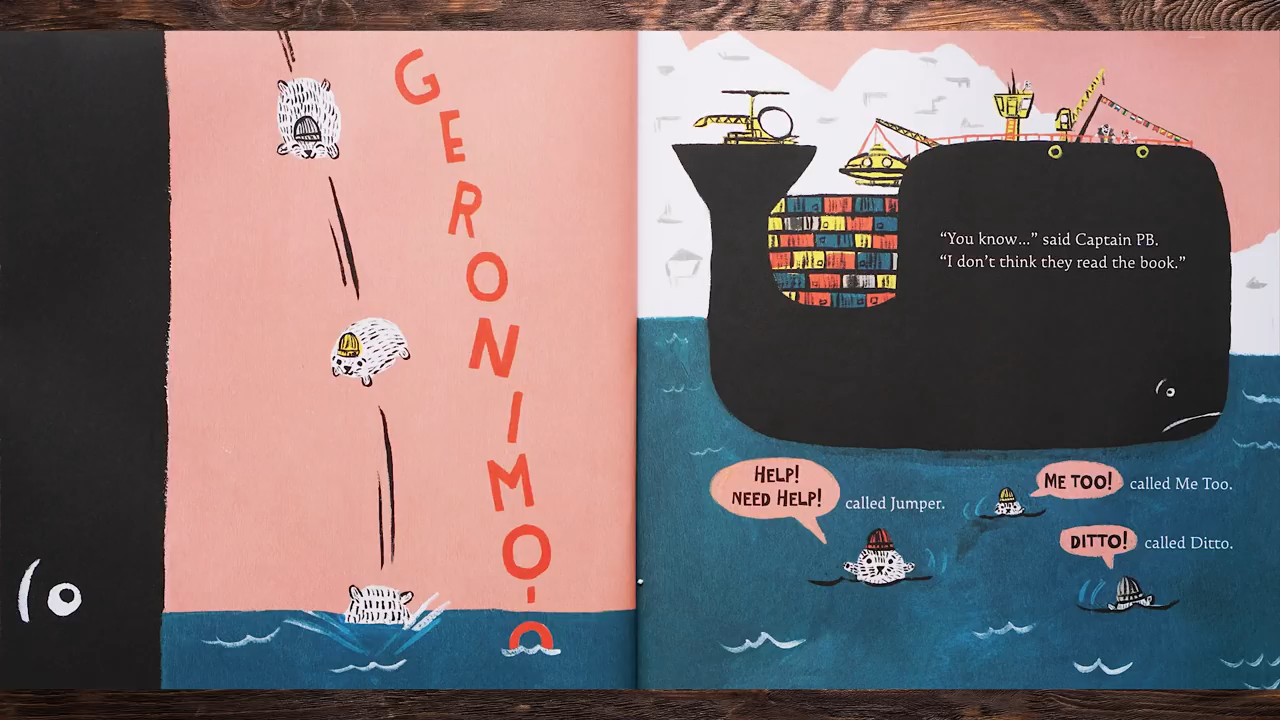 GERONIMO-O
“You know...” said Captain PB.
“I don’t think they read the book.”
HELP!
NEED HELP!
called Jumper.
ME TOO!
called Me Too.
DITTO!
called Ditto.